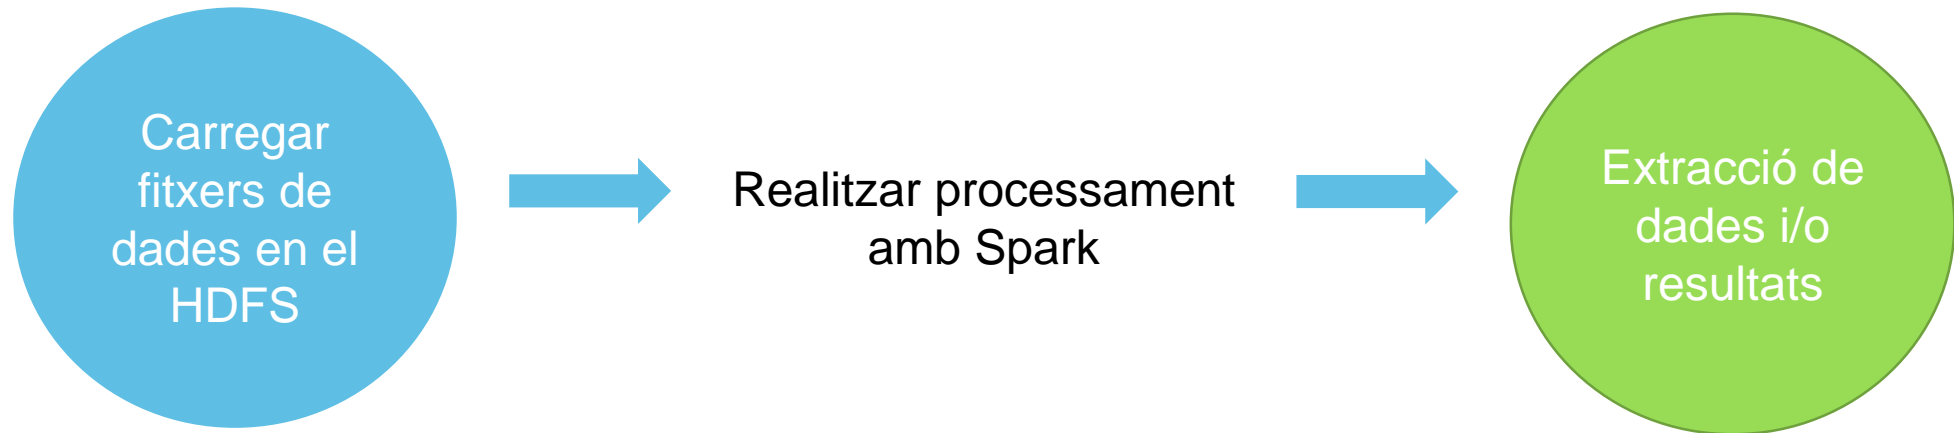 Carregar
fitxers de
dades en el
HDFS
Realitzar processament
amb Spark
Extracció de
dades i/o
resultats